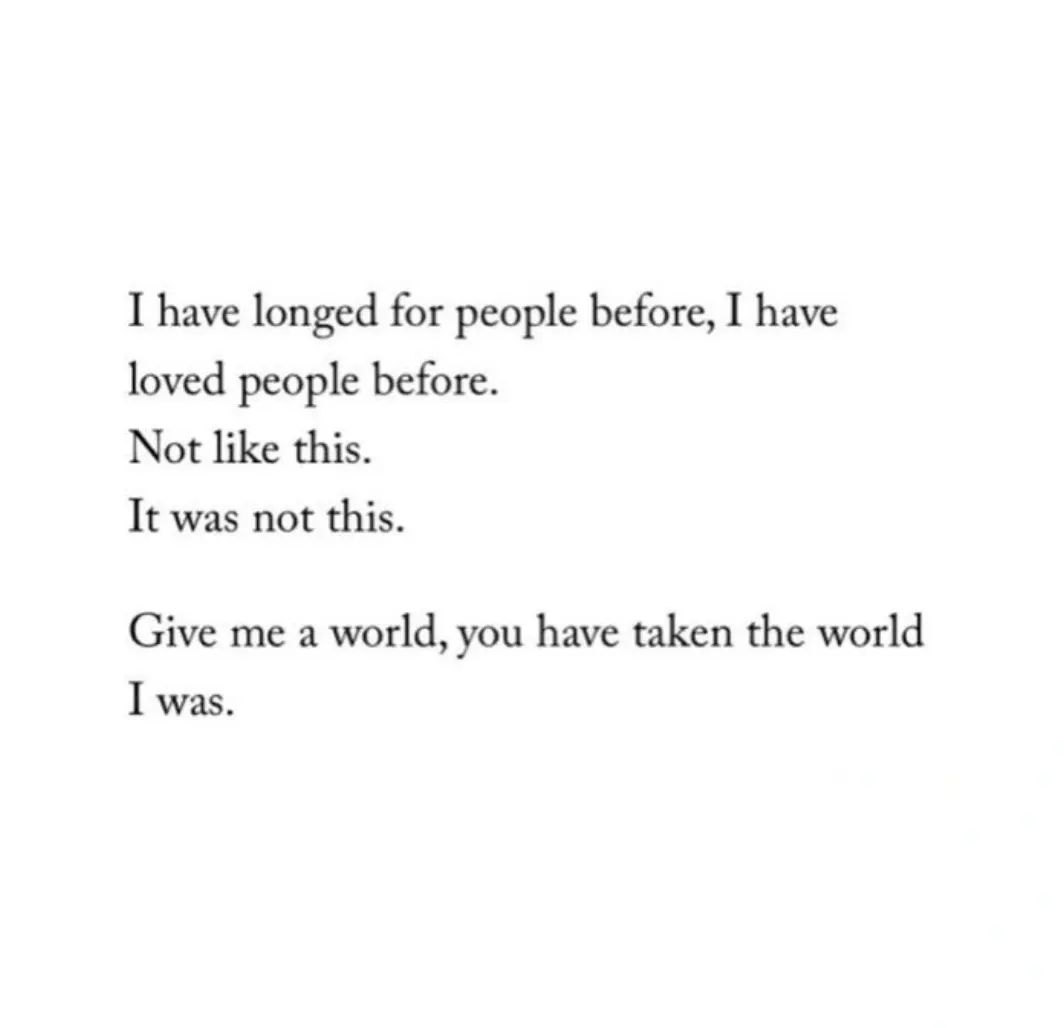 I have longed for people before, I have
loved people before.
Not like this.
It was not this.
Give me a world, you have taken the world
I was.